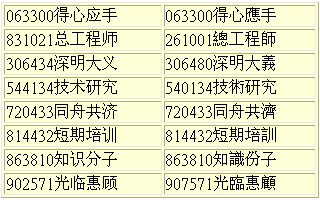 063300得心应手 063300得心應手
831021总工程师 261001總工程師
306434深明大义 306480深明大義
544134技术研究 540134技術研究
720433同舟共济 720433同舟共濟
814432短期培训 814432短期培訓
863810知识分子 863810知識份子
902571光临惠顾 907571光臨惠顧